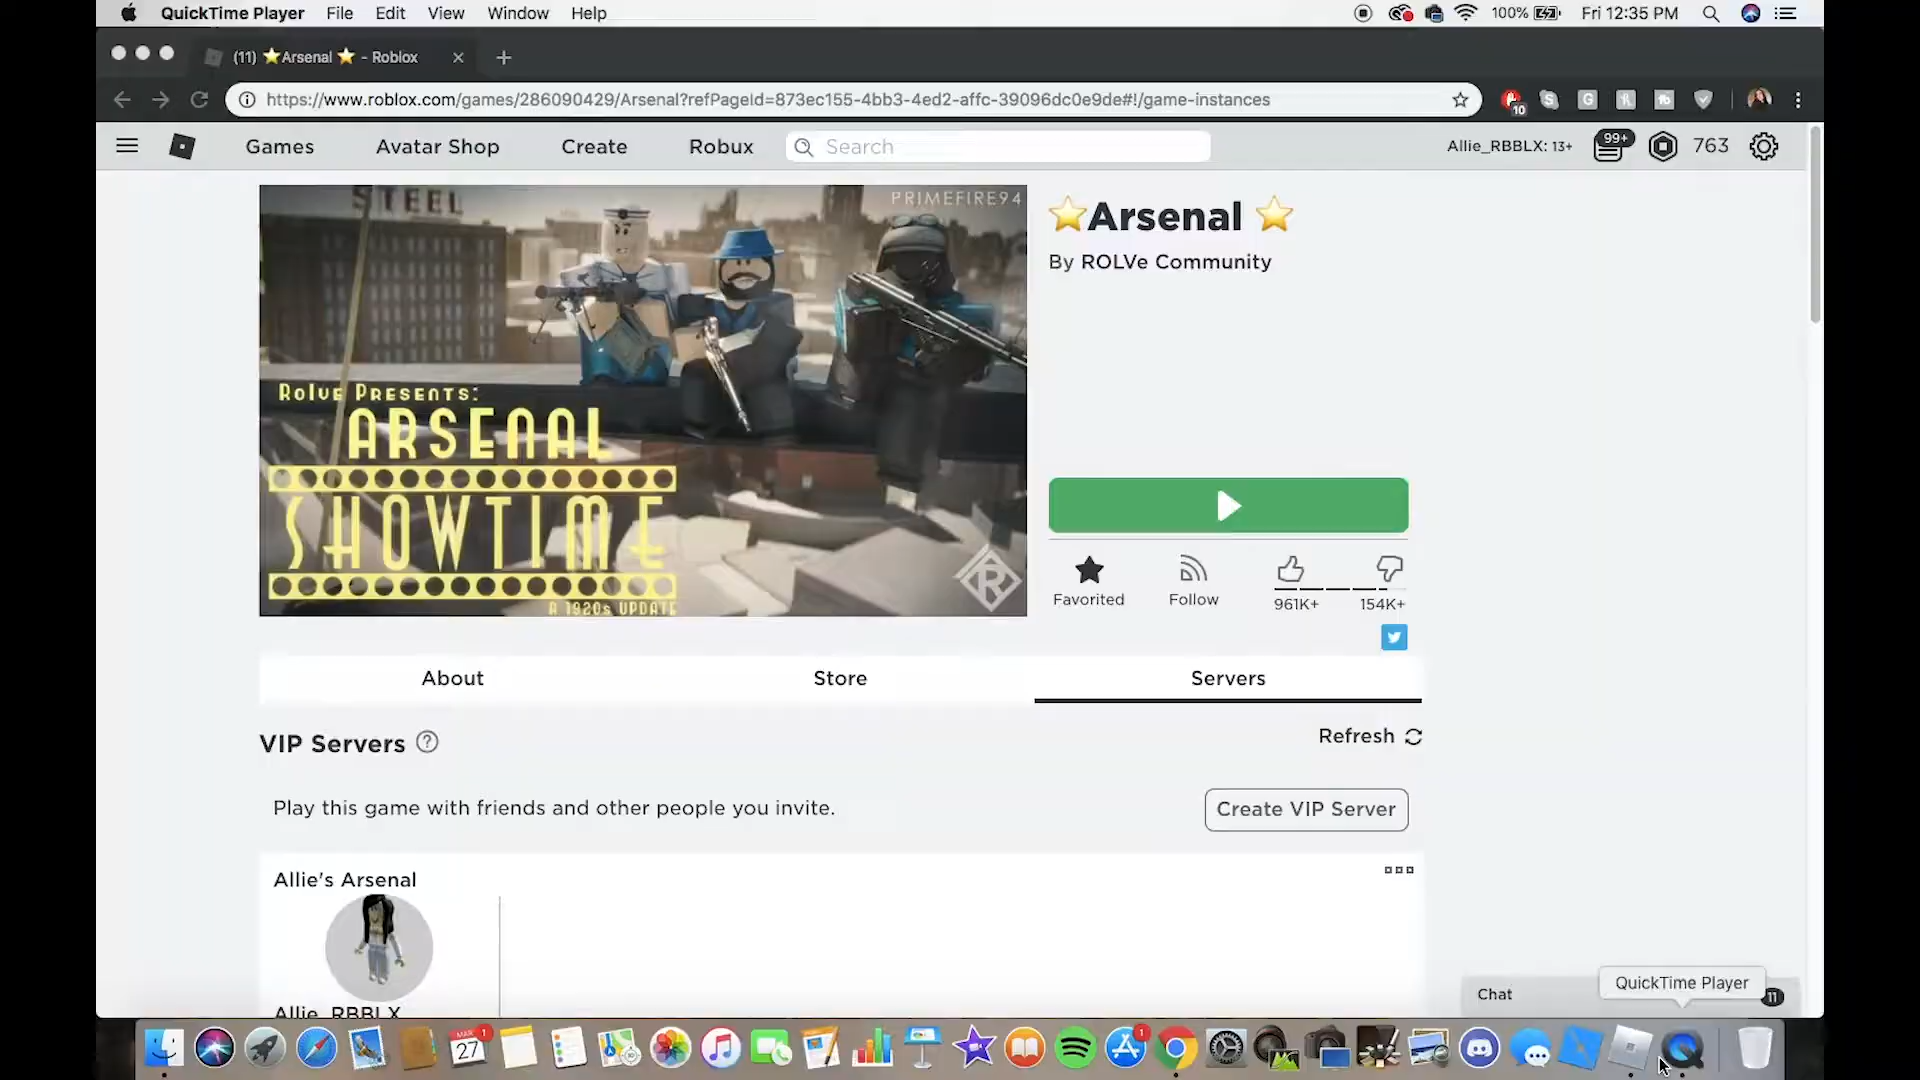 QuickTime Player File Edit View Window Help
100% Fri 12:35 PM
(11) ⭐Arsenal ⭐ - Roblox
https://www.roblox.com/games/286090429/Arsenal?refPageId=873ec155-4bb3-4ed2-affc-39096dc0e9de#!/game-instances
10
Games Avatar Shop Create Robux Search
Allie_RBBLX: 13+ 99+ 763
STEEL
PRIMEFIRE94
Rolve Presents:
ARSENAL
SHOWTIME
A 1920s UPDATE
⭐Arsenal ⭐
By ROLVe Community
Favorited Follow 961K+ 154K+
About Store Servers
VIP Servers
Refresh
Play this game with friends and other people you invite.
Create VIP Server
Allie's Arsenal
Allie_RBBLX
Chat
QuickTime Player
11
MAR
27
1
1